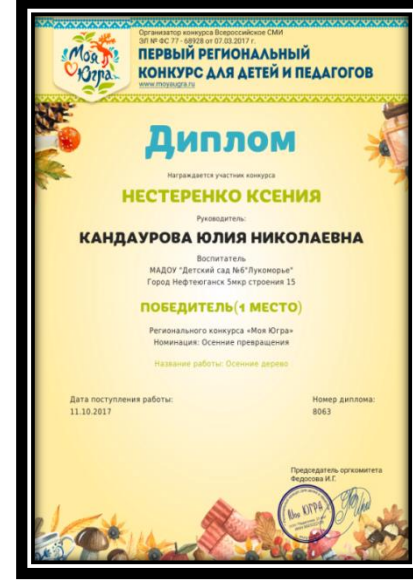 Моя Югра
Организатор конкурса Всероссийское СМИ
ЭЛ № ФС 77 - 68928 от 07.03.2017 г.
ПЕРВЫЙ РЕГИОНАЛЬНЫЙ
КОНКУРС ДЛЯ ДЕТЕЙ И ПЕДАГОГОВ
www.moyaugra.ru
Диплом
Награждается участник конкурса
НЕСТЕРЕНКО КСЕНИЯ
Руководитель:
КАНДАУРОВА ЮЛИЯ НИКОЛАЕВНА
Воспитатель
МАДОУ "Детский сад №6"Лукоморье"
Город Нефтеюганск 5мкр строения 15
ПОБЕДИТЕЛЬ(1 МЕСТО)
Регионального конкурса «Моя Югра»
Номинация: Осенние превращения
Название работы: Осенние дерево
Дата поступления работы:
11.10.2017
Номер диплома:
8063
Председатель оргкомитета
Федосова И.Г.
Моя ЮГРА